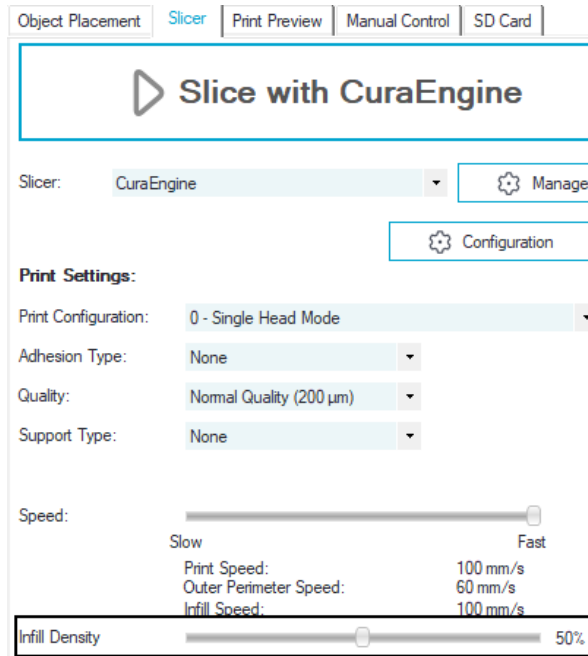 Object Placement Slicer Print Preview Manual Control SD Card
Slice with CuraEngine
Slicer: CuraEngine Manage
Configuration
Print Settings:
Print Configuration: 0 - Single Head Mode
Adhesion Type: None
Quality: Normal Quality (200 µm)
Support Type: None
Speed:
Slow Fast
Print Speed: 100 mm/s
Outer Perimeter Speed: 60 mm/s
Infill Speed: 100 mm/s
Infill Density 50%